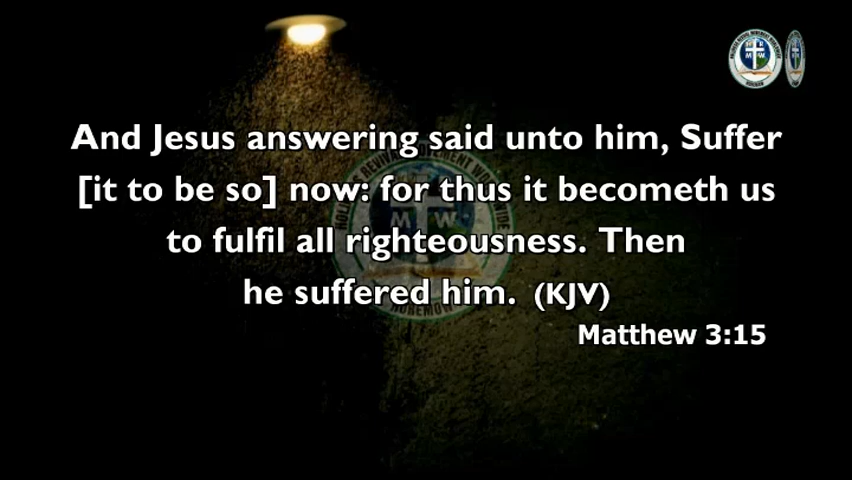 And Jesus answering said unto him, Suffer
[it to be so] now: for thus it becometh us
to fulfil all righteousness. Then
he suffered him. (KJV)
Matthew 3:15